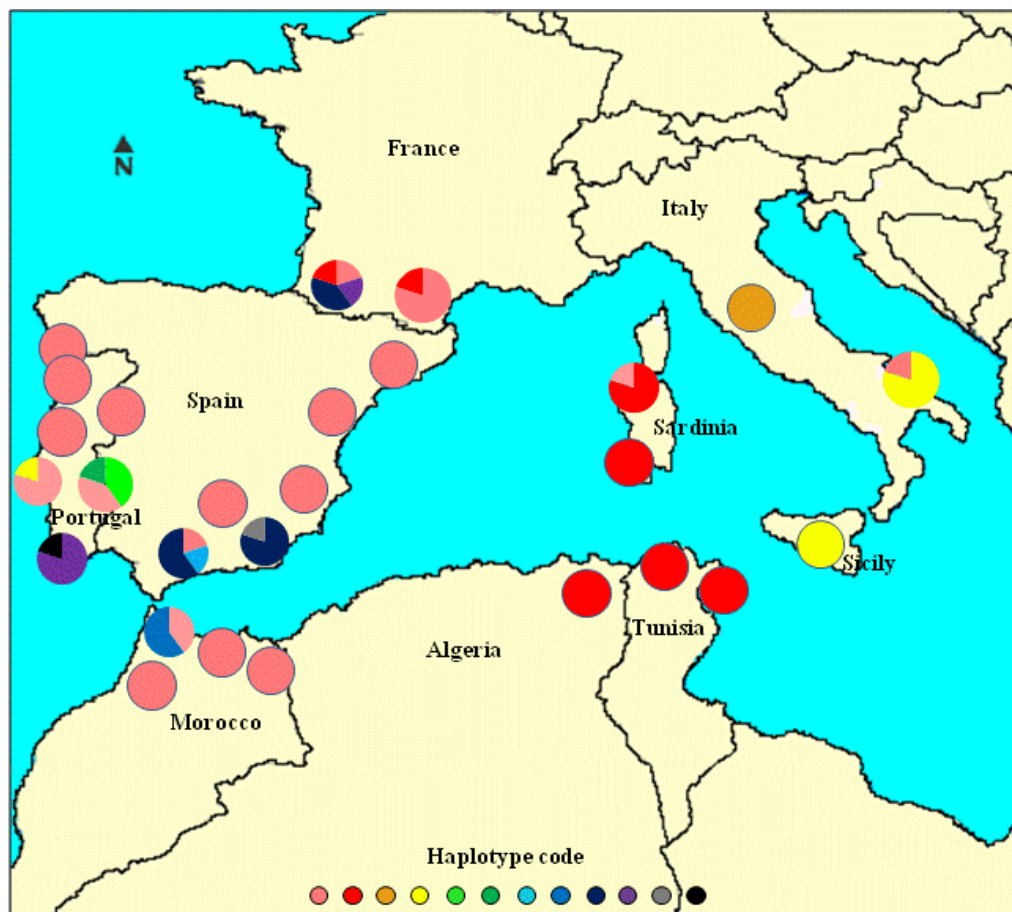 N
France
Italy
Spain
Sardinia
Portugal
Sicily
Tunisia
Algeria
Morocco
Haplotype code